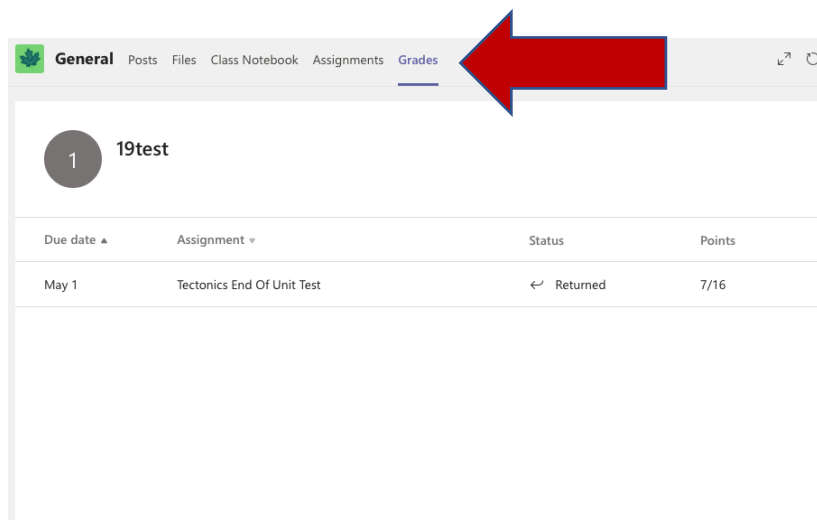 General Posts Files Class Notebook Assignments Grades
1 19test
Due date Assignment Status Points
May 1 Tectonics End Of Unit Test Returned 7/16